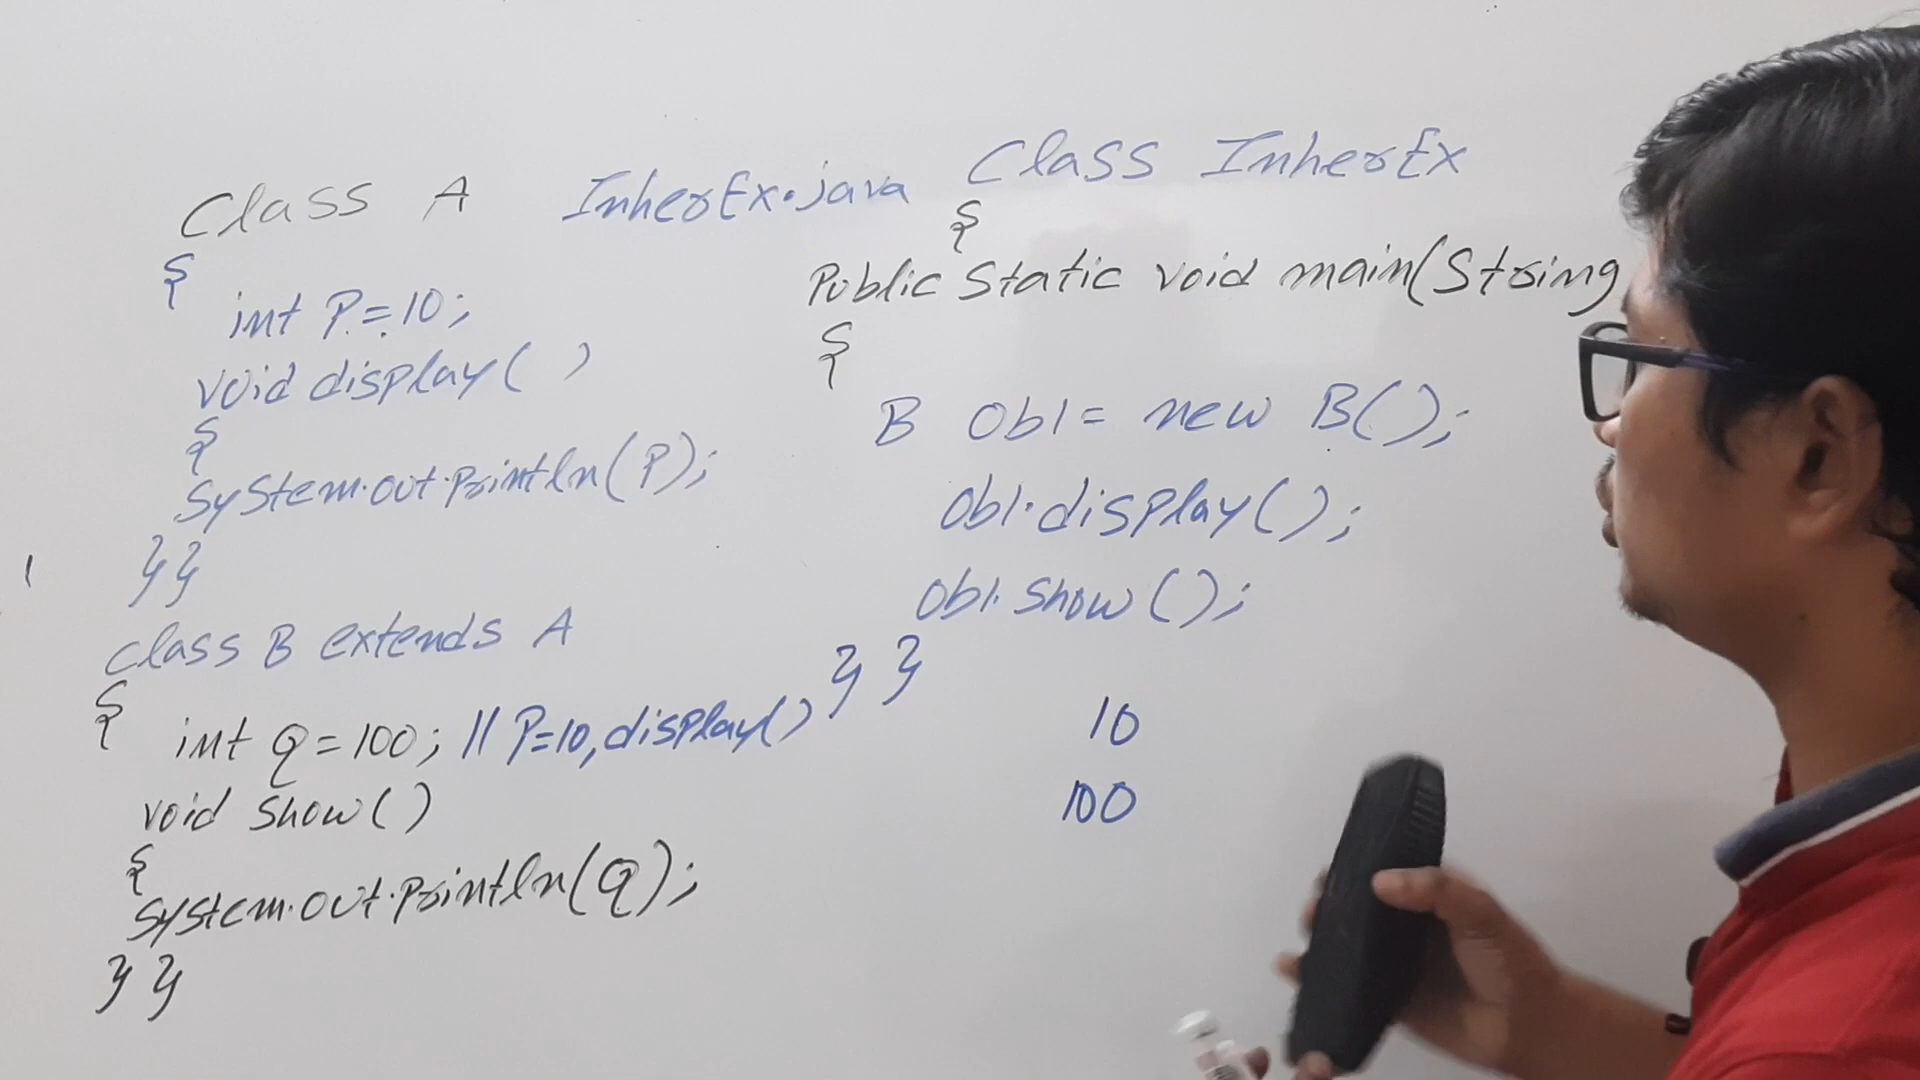 Class A
{
int P=10;
void display( )
{
System.out.println(P);
}}
class B extends A
{
int Q=100; // P=10, display()
void Show()
{
System.out.println(Q);
}}
InherEx.java
Class InherEx
{
Public Static void main(String
{
B Ob1= new B();
Ob1.display();
Ob1.Show();
}}
10
100